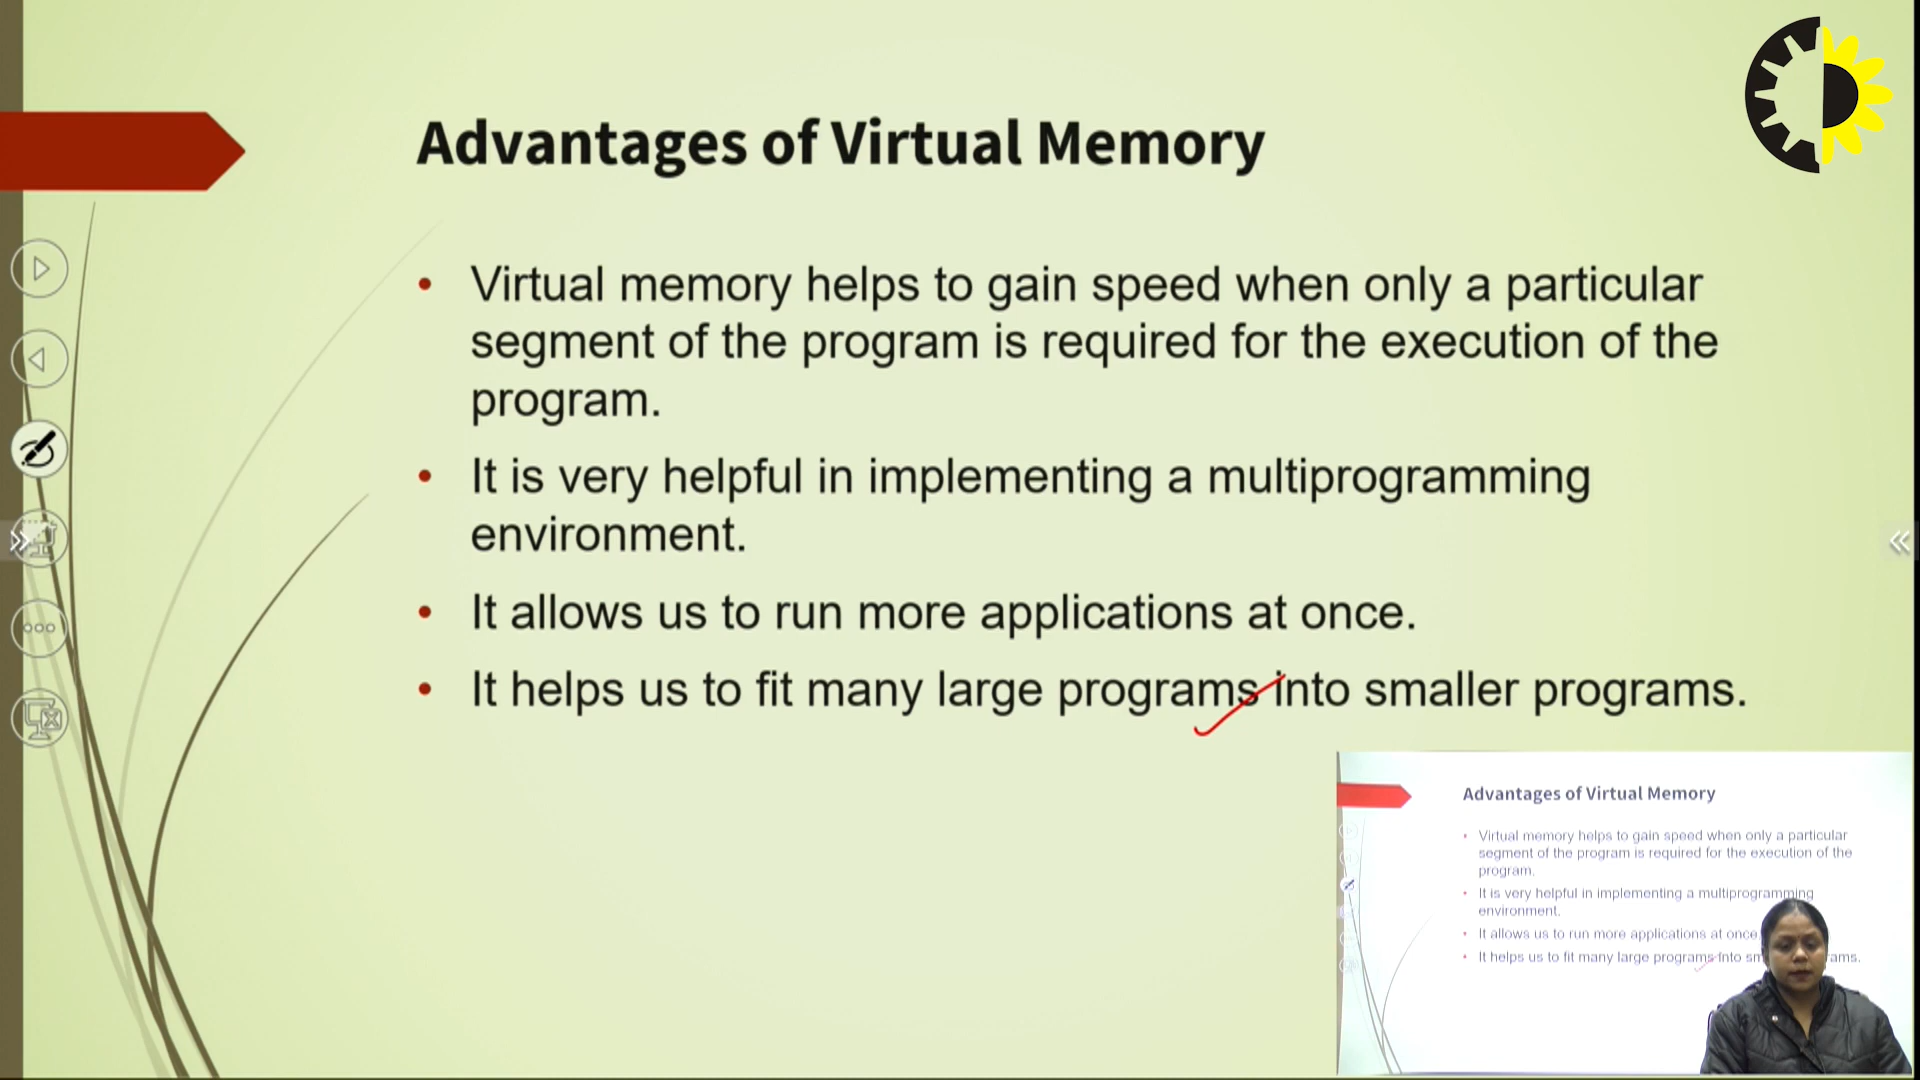 Advantages of Virtual Memory
• Virtual memory helps to gain speed when only a particular
segment of the program is required for the execution of the
program.
• It is very helpful in implementing a multiprogramming
environment.
• It allows us to run more applications at once.
• It helps us to fit many large programs into smaller programs.
Advantages of Virtual Memory
• Virtual memory helps to gain speed when only a particular
segment of the program is required for the execution of the
program.
• It is very helpful in implementing a multiprogramming
environment.
• It allows us to run more applications at once
• It helps us to fit many large programs into sm ams.